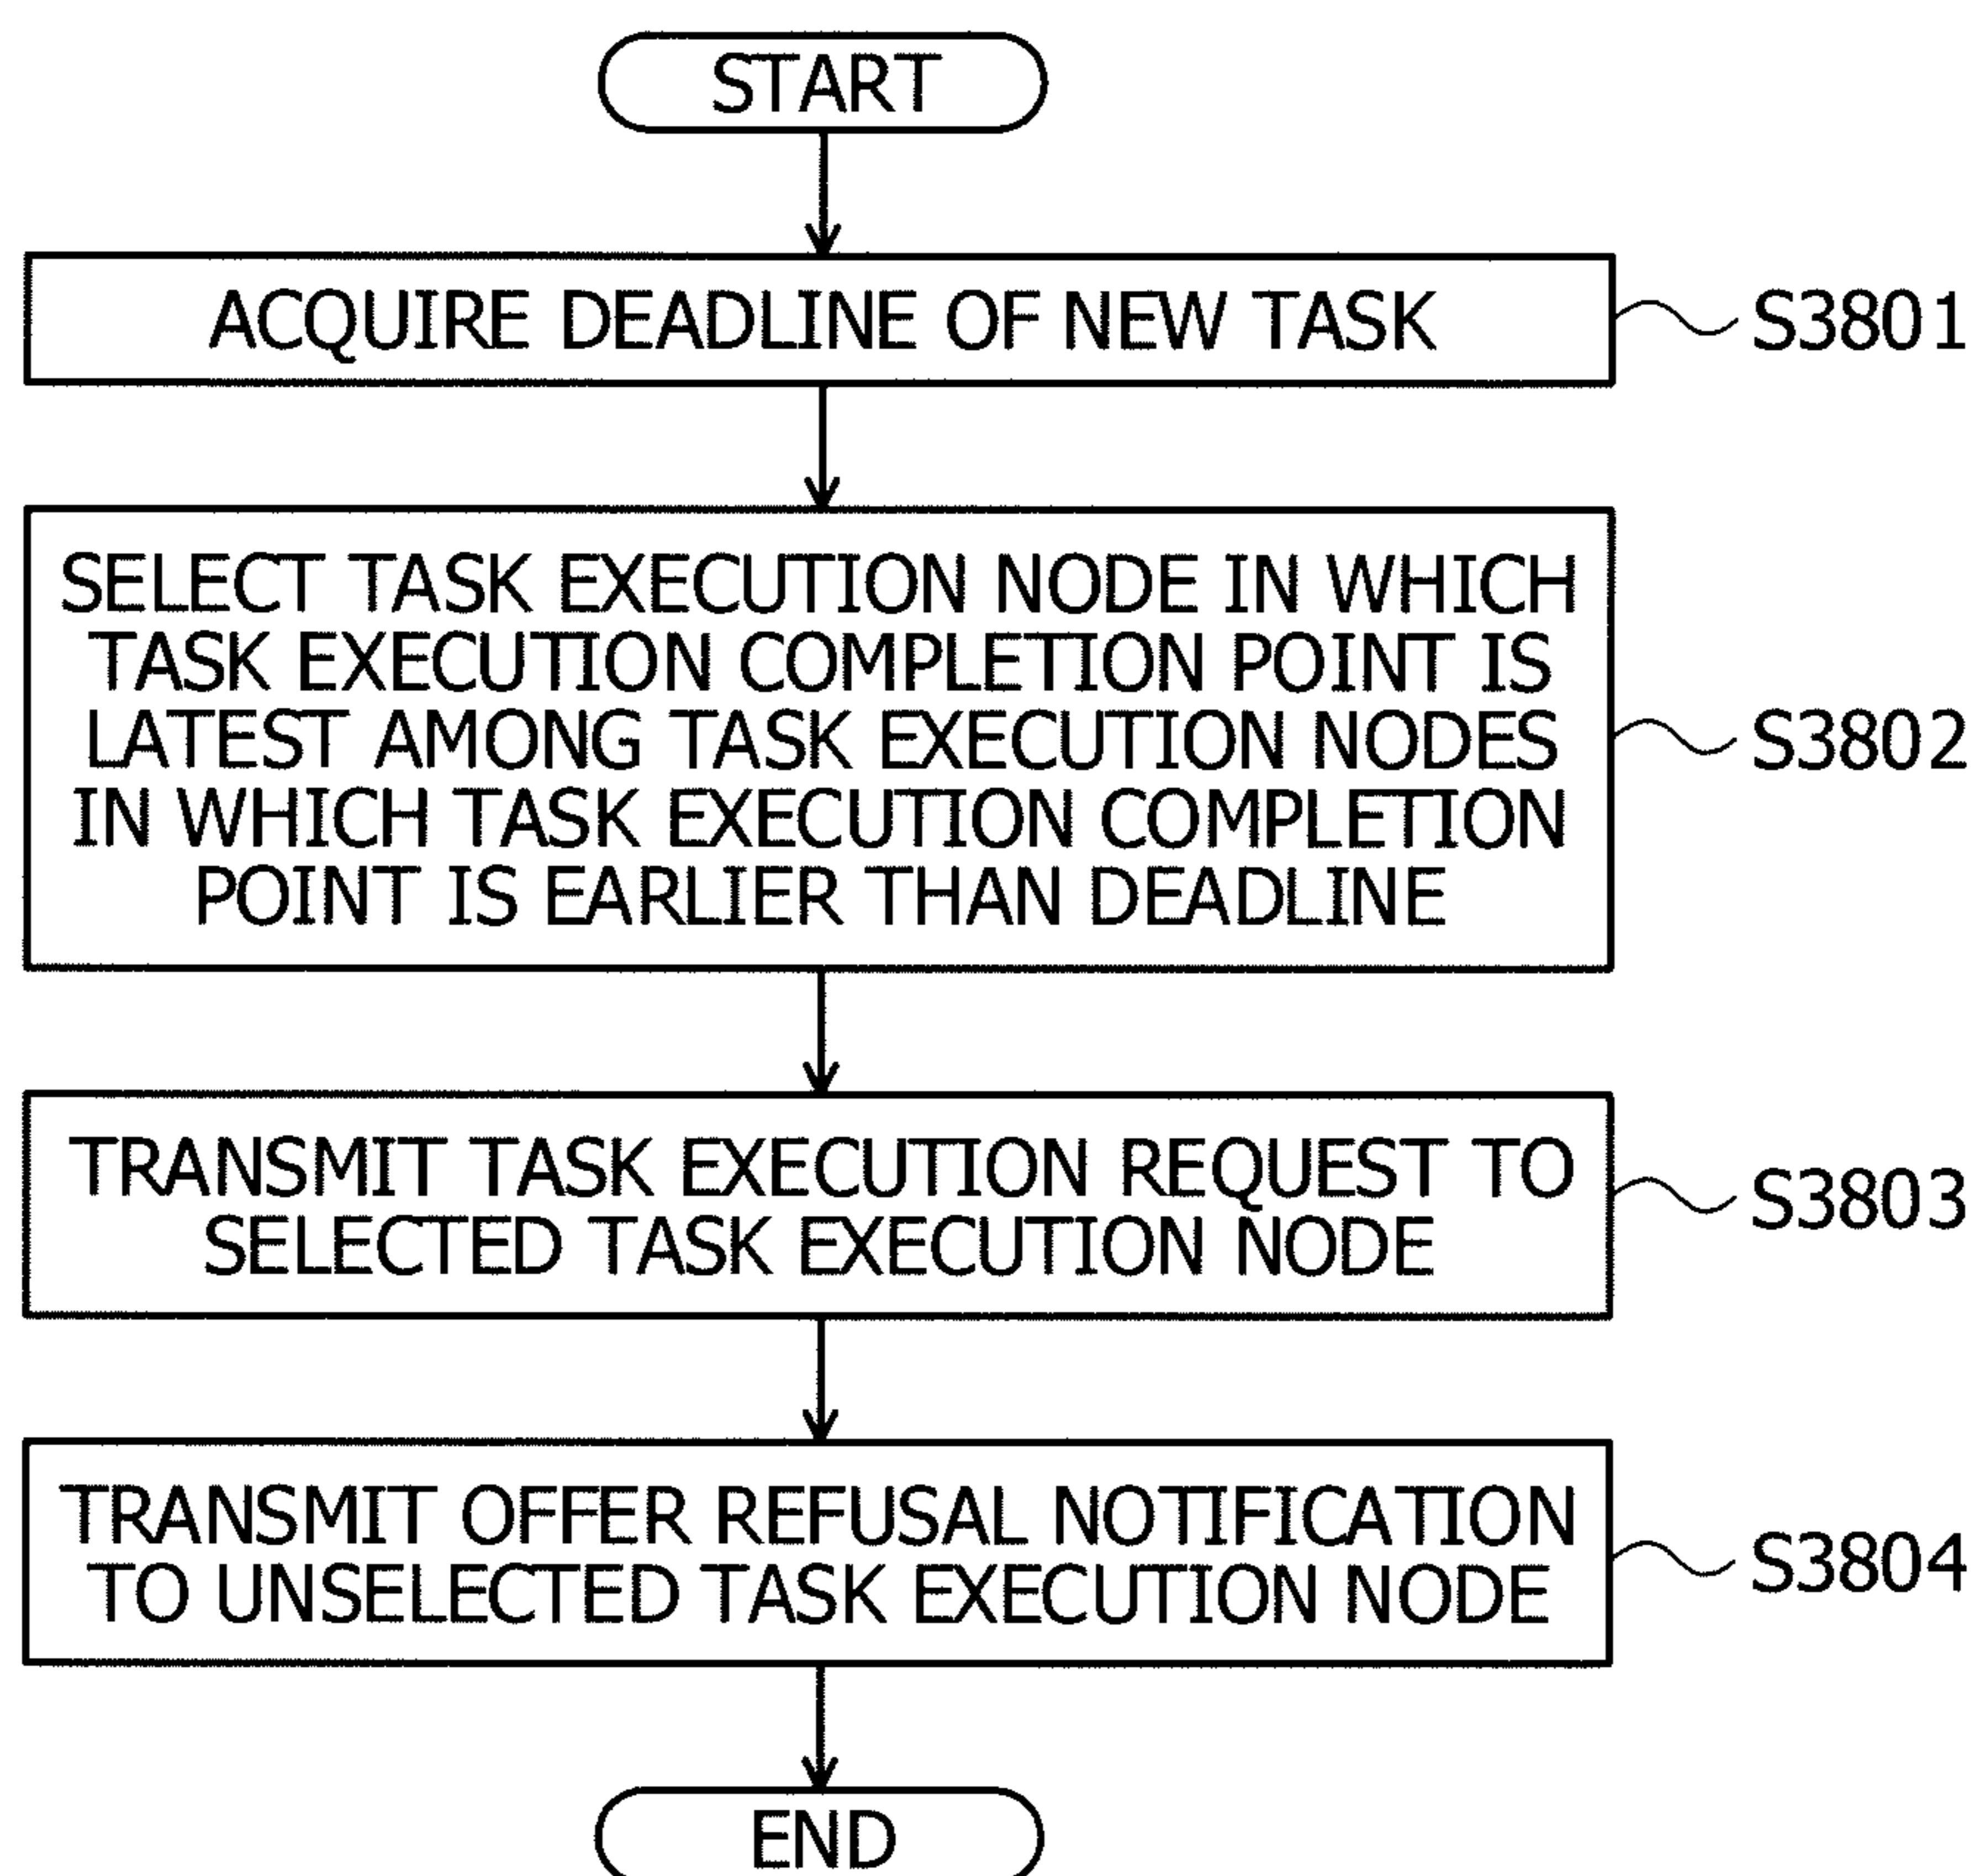 START
ACQUIRE DEADLINE OF NEW TASK
S3801
SELECT TASK EXECUTION NODE IN WHICH
TASK EXECUTION COMPLETION POINT IS
LATEST AMONG TASK EXECUTION NODES
IN WHICH TASK EXECUTION COMPLETION
POINT IS EARLIER THAN DEADLINE
S3802
TRANSMIT TASK EXECUTION REQUEST TO
SELECTED TASK EXECUTION NODE
S3803
TRANSMIT OFFER REFUSAL NOTIFICATION
TO UNSELECTED TASK EXECUTION NODE
S3804
END